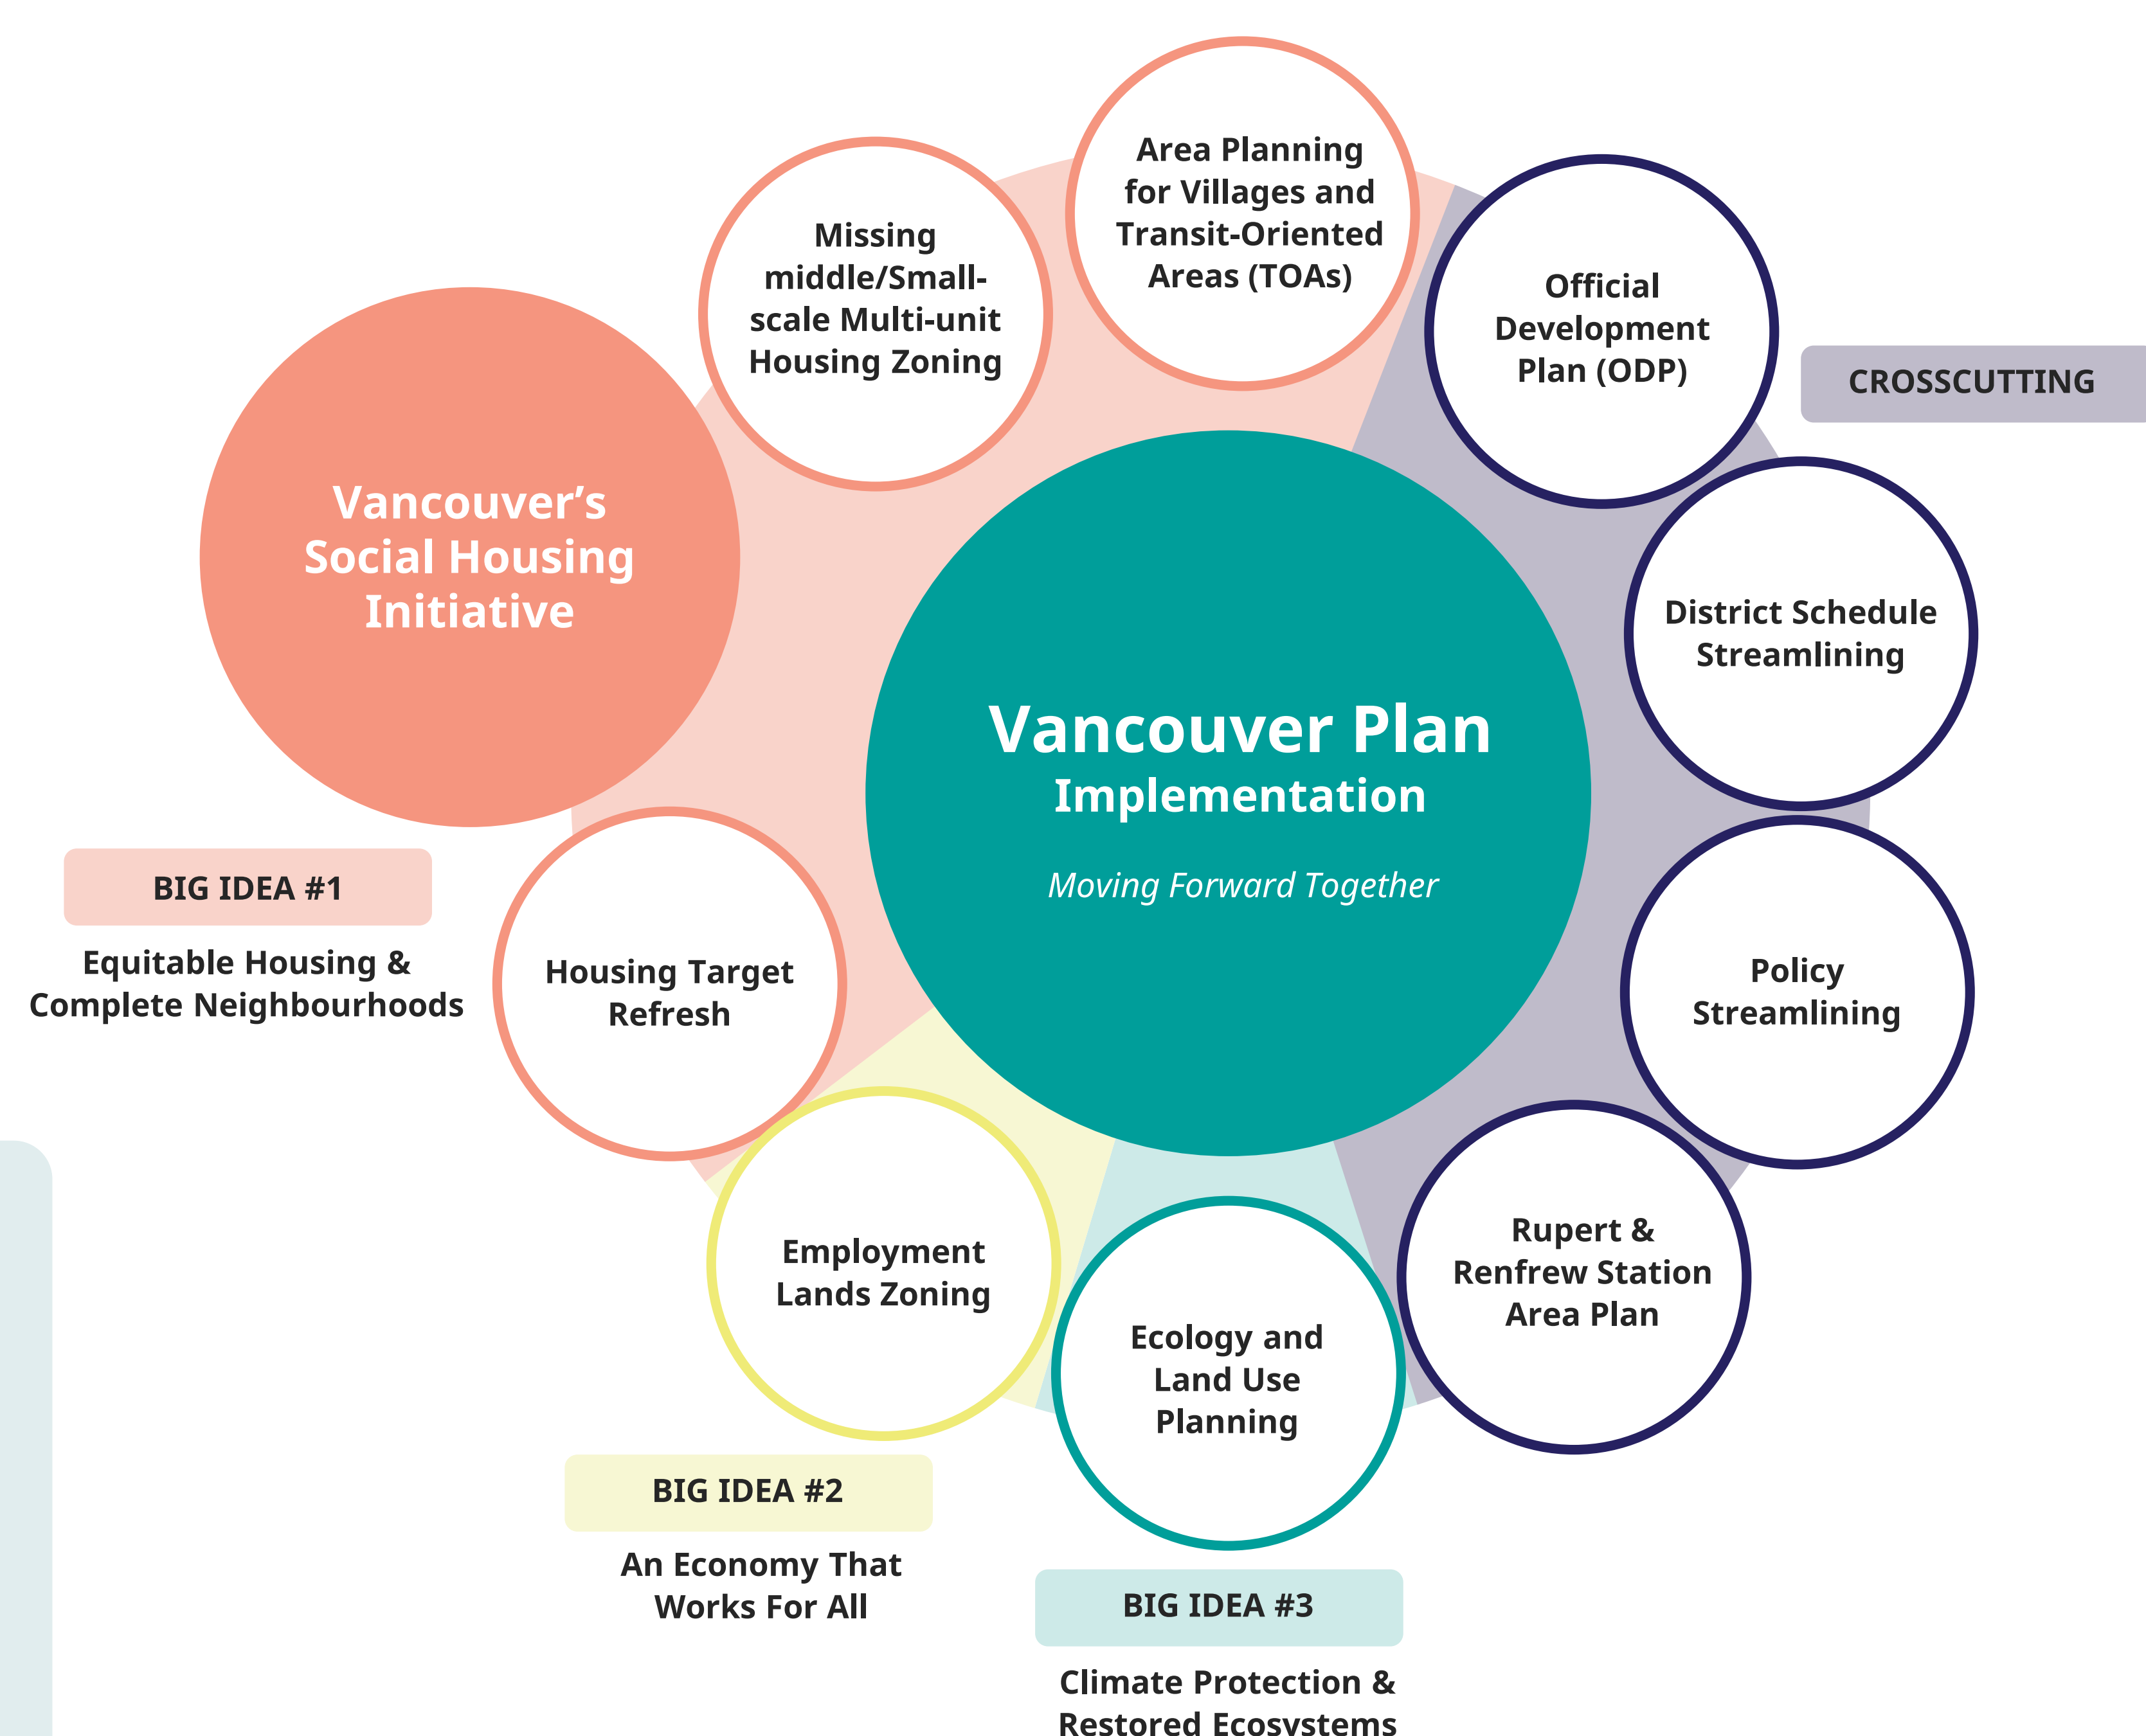 Area Planning
for Villages and
Transit-Oriented
Areas (TOAs)
Missing
middle/Small-
scale Multi-unit
Housing Zoning
Official
Development
Plan (ODP)
CROSSCUTTING
Vancouver’s
Social Housing
Initiative
District Schedule
Streamlining
Vancouver Plan
Implementation
Moving Forward Together
BIG IDEA #1
Equitable Housing &
Complete Neighbourhoods
Housing Target
Refresh
Policy
Streamlining
Employment
Lands Zoning
Rupert &
Renfrew Station
Area Plan
Ecology and
Land Use
Planning
BIG IDEA #2
An Economy That
Works For All
BIG IDEA #3
Climate Protection &
Restored Ecosystems